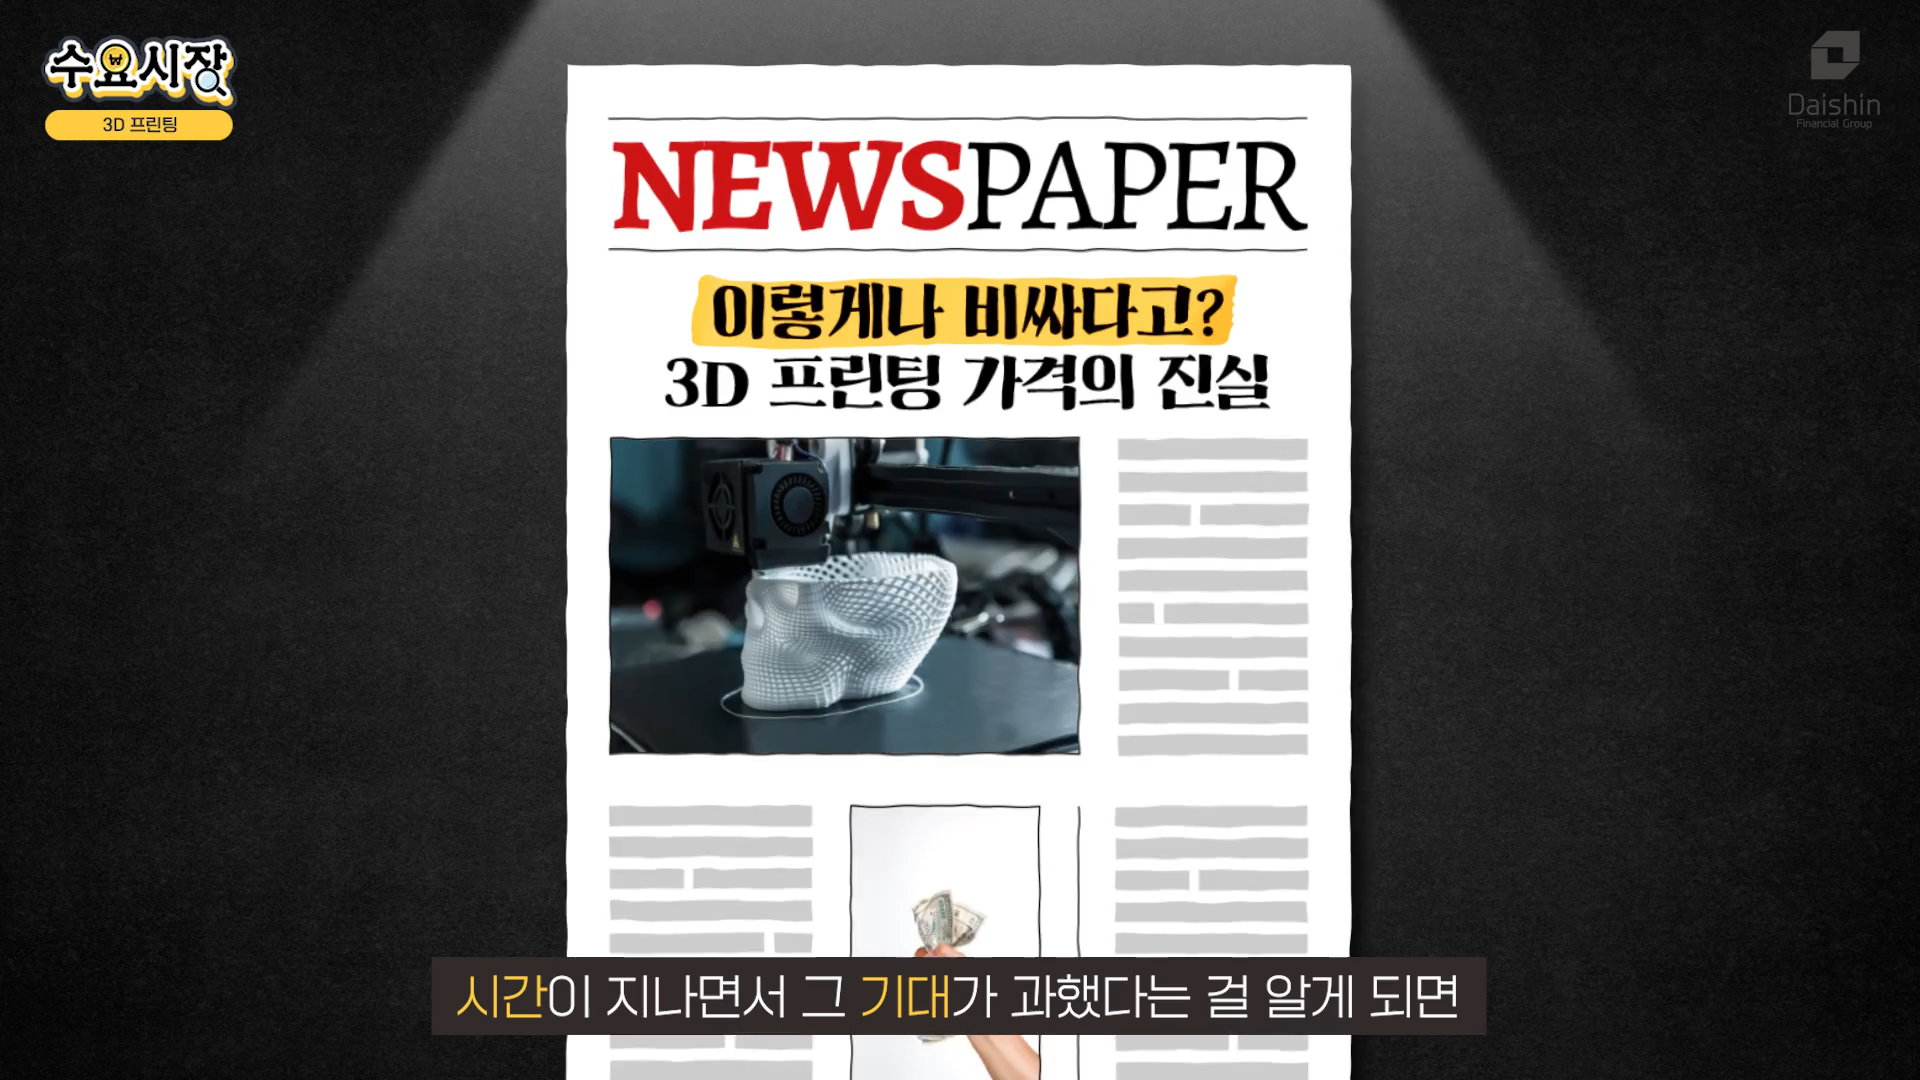 수요시장
3D 프린팅
Daishin
Financial Group
NEWSPAPER
이렇게나 비싸다고?
3D 프린팅 가격의 진실
시간이 지나면서 그 기대가 과했다는 걸 알게 되면